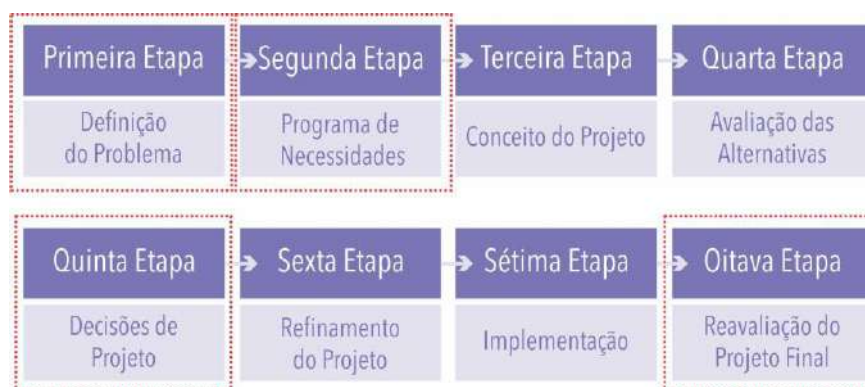 Primeira Etapa
Definição
do Problema
Segunda Etapa
Programa de
Necessidades
Terceira Etapa
Conceito do Projeto
Quarta Etapa
Avaliação das
Alternativas
Quinta Etapa
Decisões de
Projeto
Sexta Etapa
Refinamento
do Projeto
Sétima Etapa
Implementação
Oitava Etapa
Reavaliação do
Projeto Final